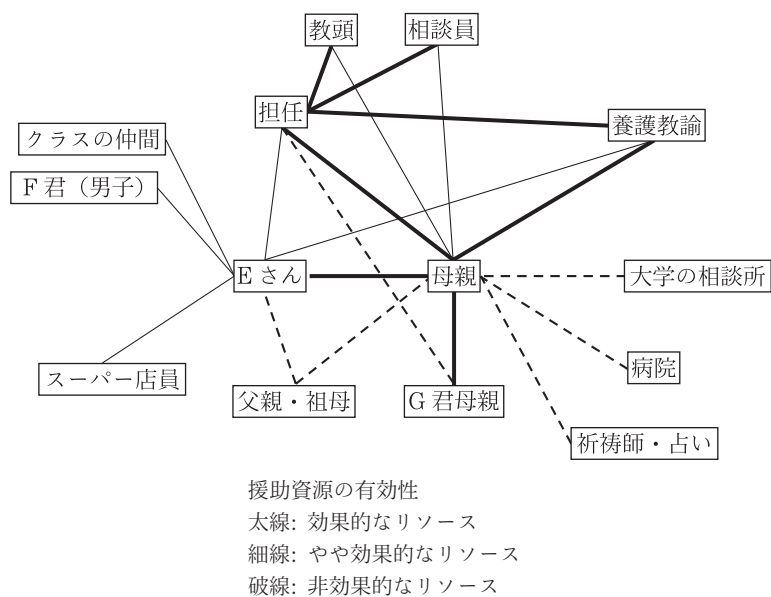 教頭
相談員
担任
養護教諭
クラスの仲間
F 君（男子）
E さん
母親
大学の相談所
スーパー店員
父親・祖母
G 君母親
病院
祈祷師・占い
援助資源の有効性
太線: 効果的なリソース
細線: やや効果的なリソース
破線: 非効果的なリソース